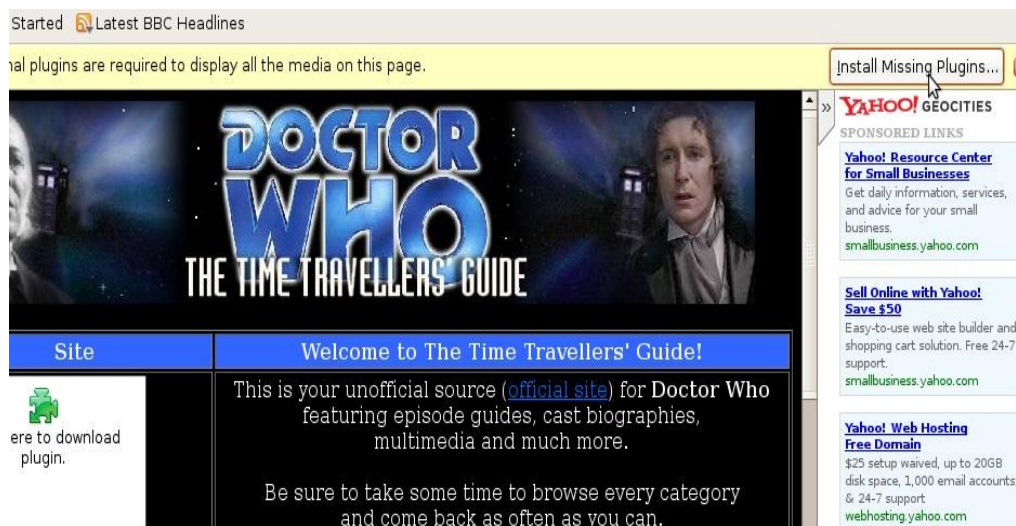 Started Latest BBC Headlines
nal plugins are required to display all the media on this page.
Install Missing Plugins...
DOCTOR
WHO
THE TIME TRAVELLERS' GUIDE
Site
ere to download
plugin.
Welcome to The Time Travellers' Guide!
This is your unofficial source (official site) for Doctor Who
featuring episode guides, cast biographies,
multimedia and much more.
Be sure to take some time to browse every category
and come back as often as you can.
»
YAHOO! GEOCITIES
SPONSORED LINKS
Yahoo! Resource Center
for Small Businesses
Get daily information, services,
and advice for your small
business.
smallbusiness.yahoo.com
Sell Online with Yahoo!
Save $50
Easy-to-use web site builder and
shopping cart solution. Free 24-7
support.
smallbusiness.yahoo.com
Yahoo! Web Hosting
Free Domain
$25 setup waived, up to 20GB
disk space, 1,000 email accounts,
& 24-7 support
webhosting.yahoo.com